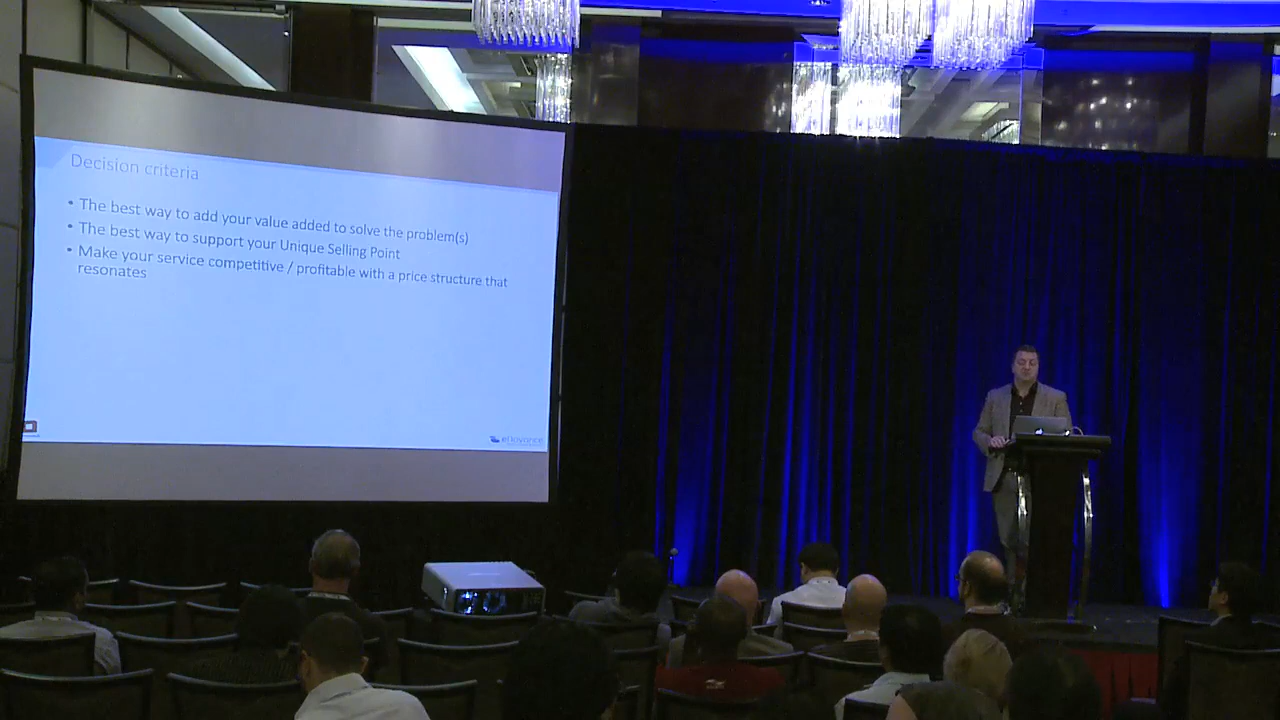 Decision criteria
• The best way to add your value added to solve the problem(s)
• The best way to support your Unique Selling Point
• Make your service competitive / profitable with a price structure that
resonates
eNovance